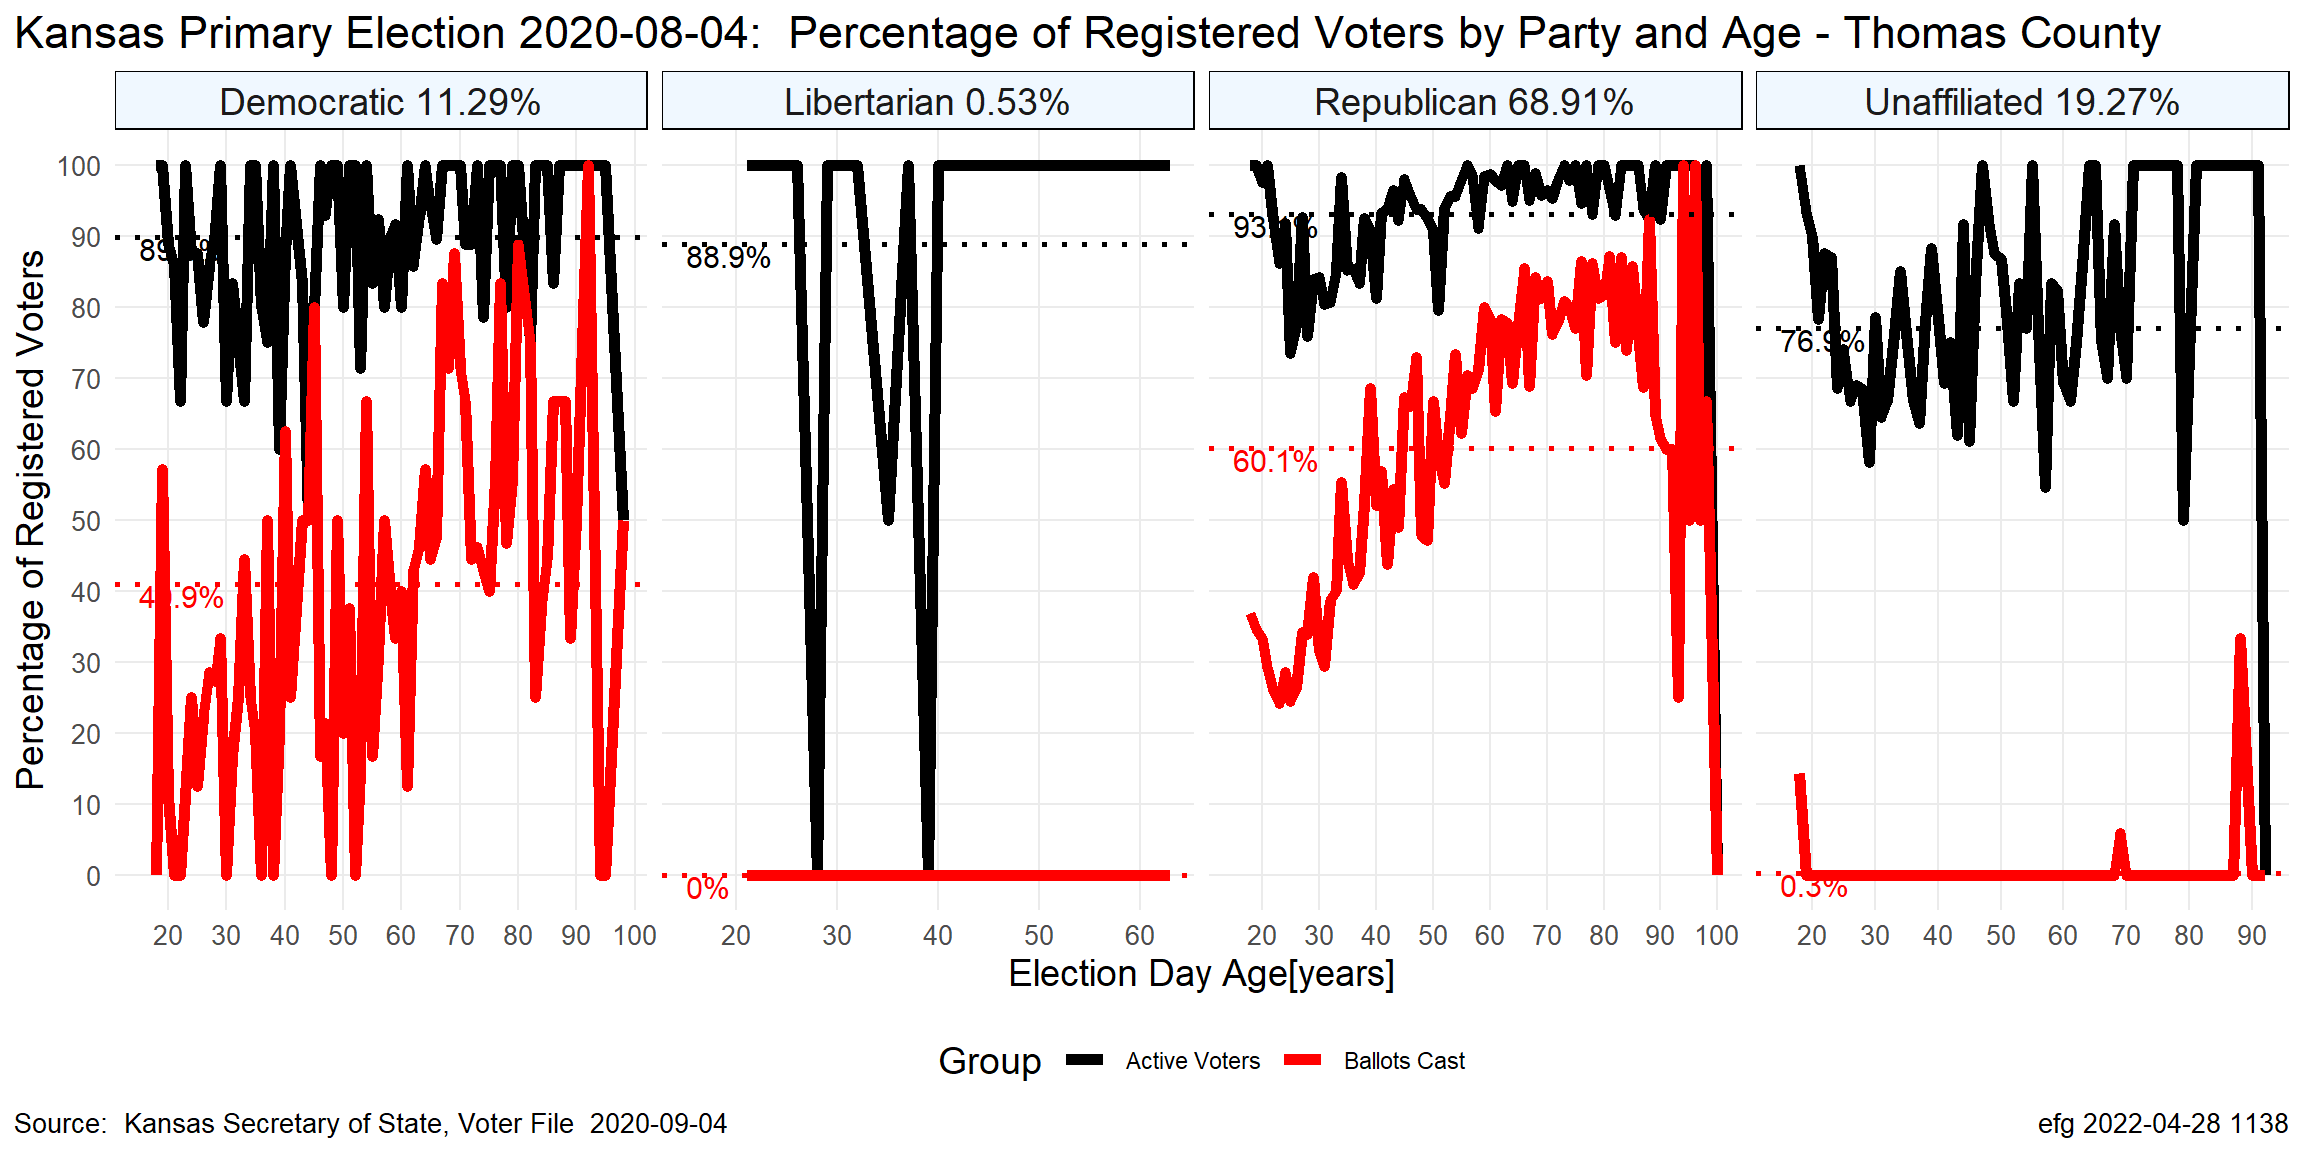 Kansas Primary Election 2020-08-04:  Percentage of Registered Voters by Party and Age - Thomas County
Democratic 11.29%
Libertarian 0.53%
Republican 68.91%
Unaffiliated 19.27%
Percentage of Registered Voters
100
90
80
70
60
50
40
30
20
10
0
88.9%
0%
60.1%
76.9%
0.3%
20 30 40 50 60 70 80 90 100
20 30 40 50 60
20 30 40 50 60 70 80 90 100
20 30 40 50 60 70 80 90
Election Day Age[years]
Group Active Voters Ballots Cast
Source:  Kansas Secretary of State, Voter File  2020-09-04
efg 2022-04-28 1138